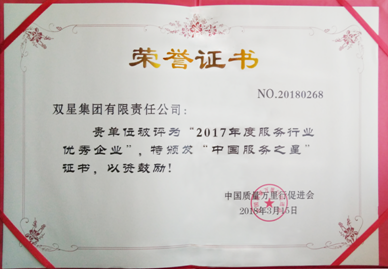 荣誉证书
NO.20180268
双星集团有限责任公司：
贵单位被评为“2017年度服务行业
优秀企业”，特颁发“中国服务之星”
证书，以资鼓励！
中国质量万里行促进会
2018年3月15日